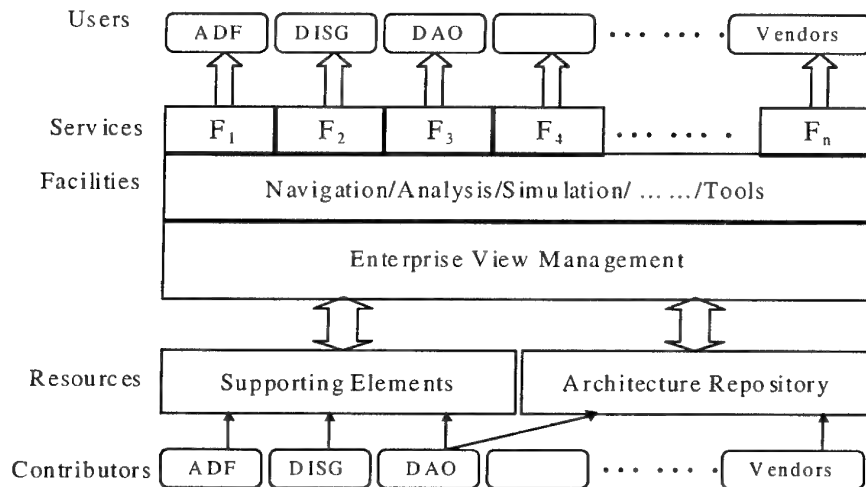 Users ADF DISG DAO ...... Vendors
Services F1 F2 F3 F4 ...... Fn
Facilities Navigation/Analysis/Simulation/ ... .../Tools
Enterprise View Management
Resources Supporting Elements Architecture Repository
Contributors ADF DISG DAO ...... Vendors